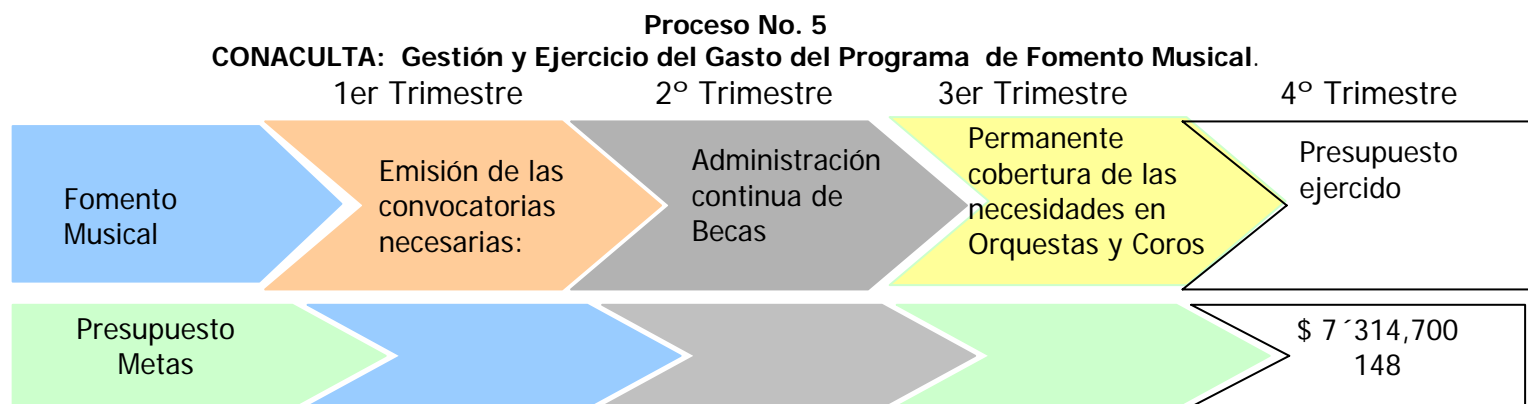 Proceso No. 5
CONACULTA: Gestión y Ejercicio del Gasto del Programa de Fomento Musical.
1er Trimestre
2º Trimestre
3er Trimestre
4º Trimestre
Fomento
Musical
Emisión de las
convocatorias
necesarias:
Administración
continua de
Becas
Permanente
cobertura de las
necesidades en
Orquestas y Coros
Presupuesto
ejercido
Presupuesto
Metas
$ 7´314,700
148